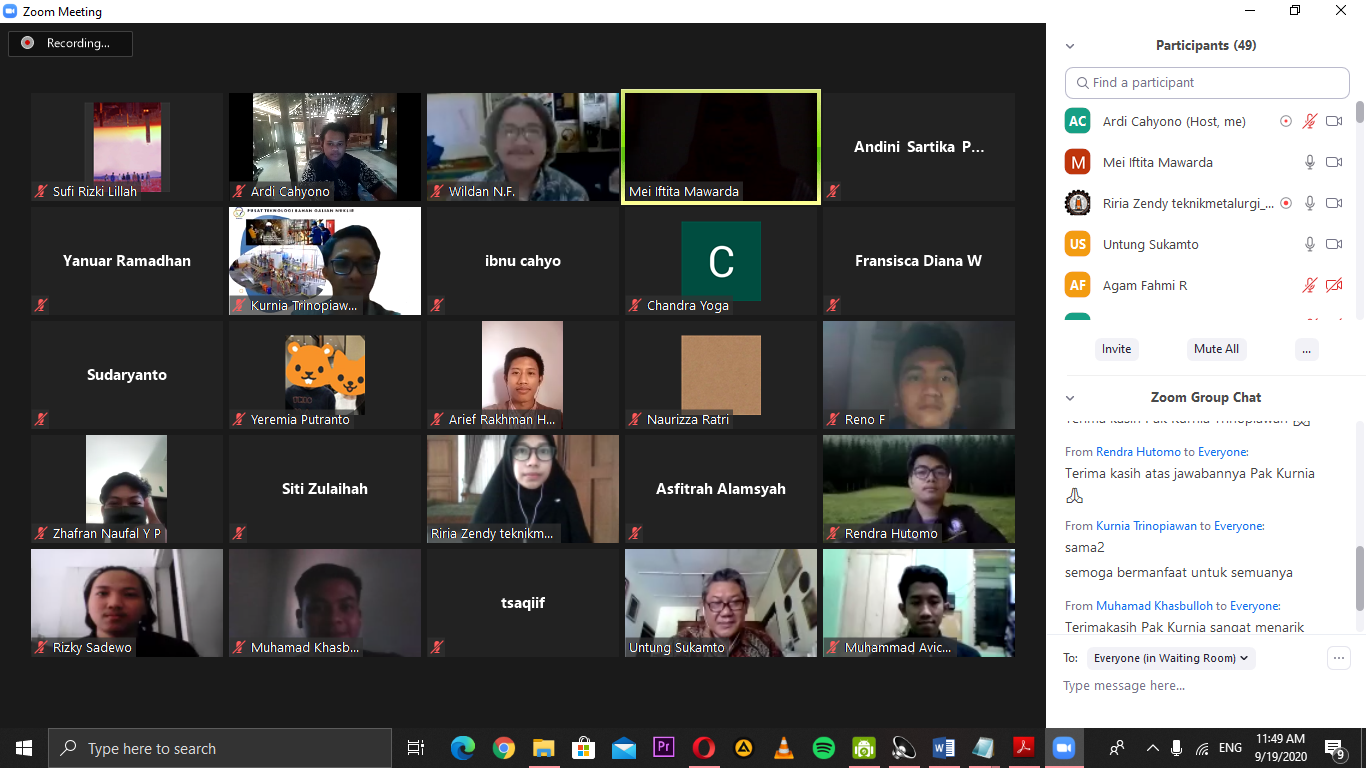 Zoom Meeting
Recording...
Sufi Rizki Lillah
Ardi Cahyono
Wildan N.F.
Mei Iftita Mawarda
Andini Sartika P...
Yanuar Ramadhan
PUSAT TEKNOLOGI BAHAN GALIAN NUKLIR
Kurnia Trinopiaw...
ibnu cahyo
C
Chandra Yoga
Fransisca Diana W
Sudaryanto
Yeremia Putranto
Arief Rakhman H...
Naurizza Ratri
Reno F
Zhafran Naufal Y P
Siti Zulaihah
Riria Zendy teknikm...
Asfitrah Alamsyah
Rendra Hutomo
Rizky Sadewo
Muhamad Khasb...
tsaqiif
Untung Sukamto
Muhammad Avic...
Participants (49)
Find a participant
AC Ardi Cahyono (Host, me)
M Mei Iftita Mawarda
Riria Zendy teknikmetalurgi_...
US Untung Sukamto
AF Agam Fahmi R
Invite
Mute All
...
Zoom Group Chat
Terima kasih Pak Kurnia Trinopiawan
From Rendra Hutomo to Everyone:
Terima kasih atas jawabannya Pak Kurnia
From Kurnia Trinopiawan to Everyone:
sama2
semoga bermanfaat untuk semuanya
From Muhamad Khasbulloh to Everyone:
Terimakasih Pak Kurnia sangat menarik
To: Everyone (in Waiting Room)
Type message here...
Type here to search
Pr
W
ENG
11:49 AM
9/19/2020
9